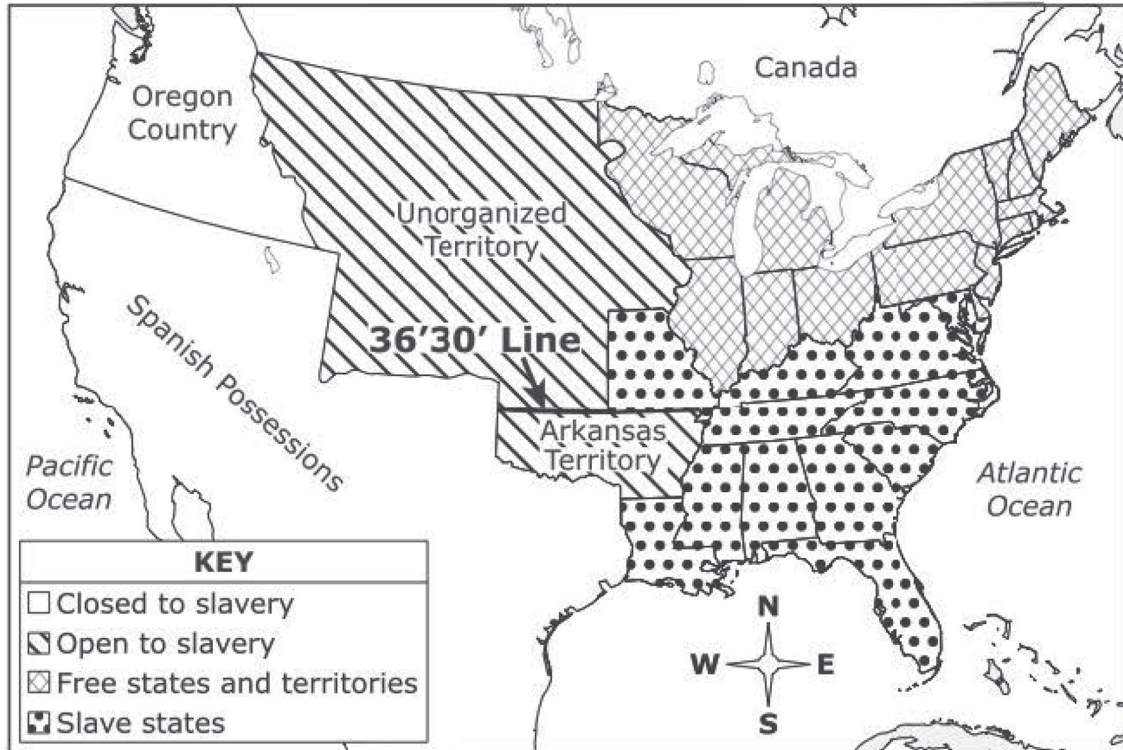 Canada
Oregon
Country
Unorganized
Territory
36'30' Line
Spanish Possessions
Arkansas
Territory
Pacific
Ocean
Atlantic
Ocean
KEY
Closed to slavery
Open to slavery
Free states and territories
Slave states
N
W E
S